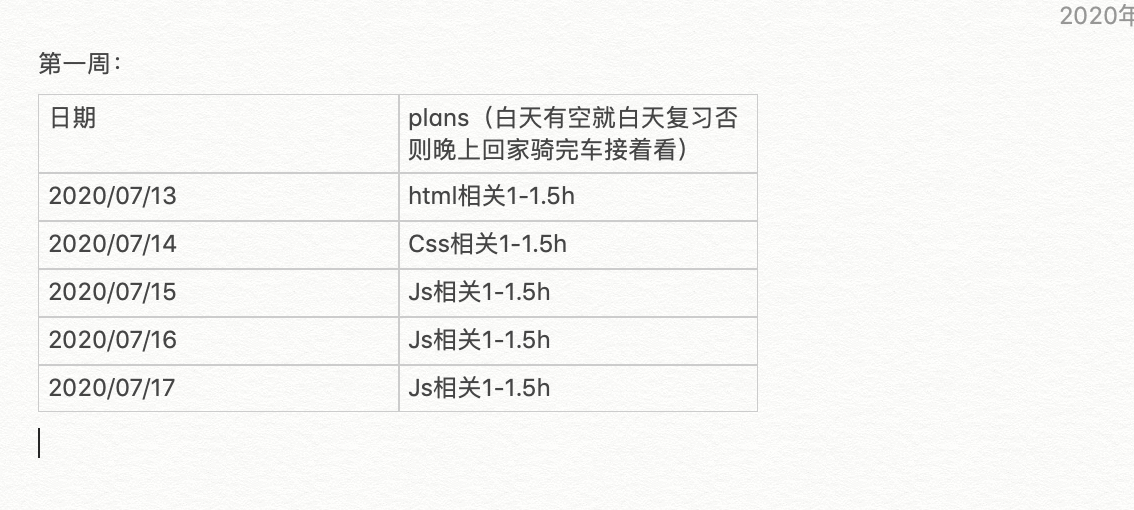 2020年
第一周：
日期
plans（白天有空就白天复习否
则晚上回家骑完车接着看）
2020/07/13
html相关1-1.5h
2020/07/14
Css相关1-1.5h
2020/07/15
Js相关1-1.5h
2020/07/16
Js相关1-1.5h
2020/07/17
Js相关1-1.5h